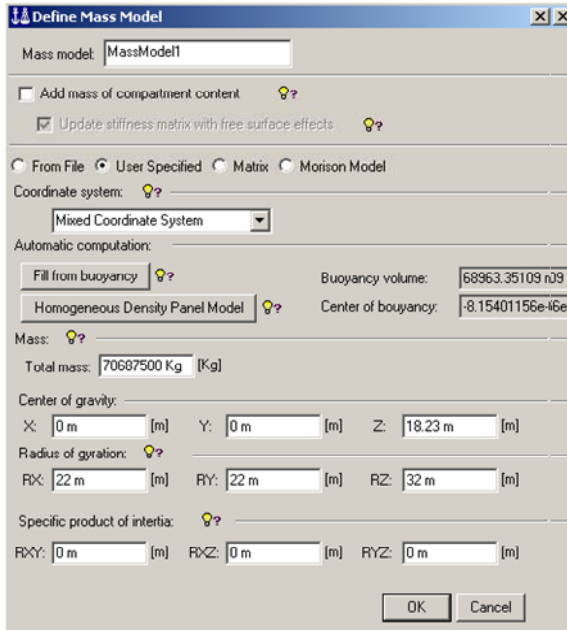 Define Mass Model
Mass model: MassModel1
Add mass of compartment content
Update stiffness matrix with free surface effects
From File User Specified Matrix Morison Model
Coordinate system:
Mixed Coordinate System
Automatic computation:
Fill from buoyancy Buoyancy volume: 68963.35109
Homogeneous Density Panel Model Center of bouyancy: -8.15401156e-
Mass:
Total mass: 70687500 Kg [Kg]
Center of gravity:
X: 0 m [m] Y: 0 m [m] Z: 18.23 m [m]
Radius of gyration:
RX: 22 m [m] RY: 22 m [m] RZ: 32 m [m]
Specific product of intertia:
RXY: 0 m [m] RXZ: 0 m [m] RYZ: 0 m [m]
OK Cancel